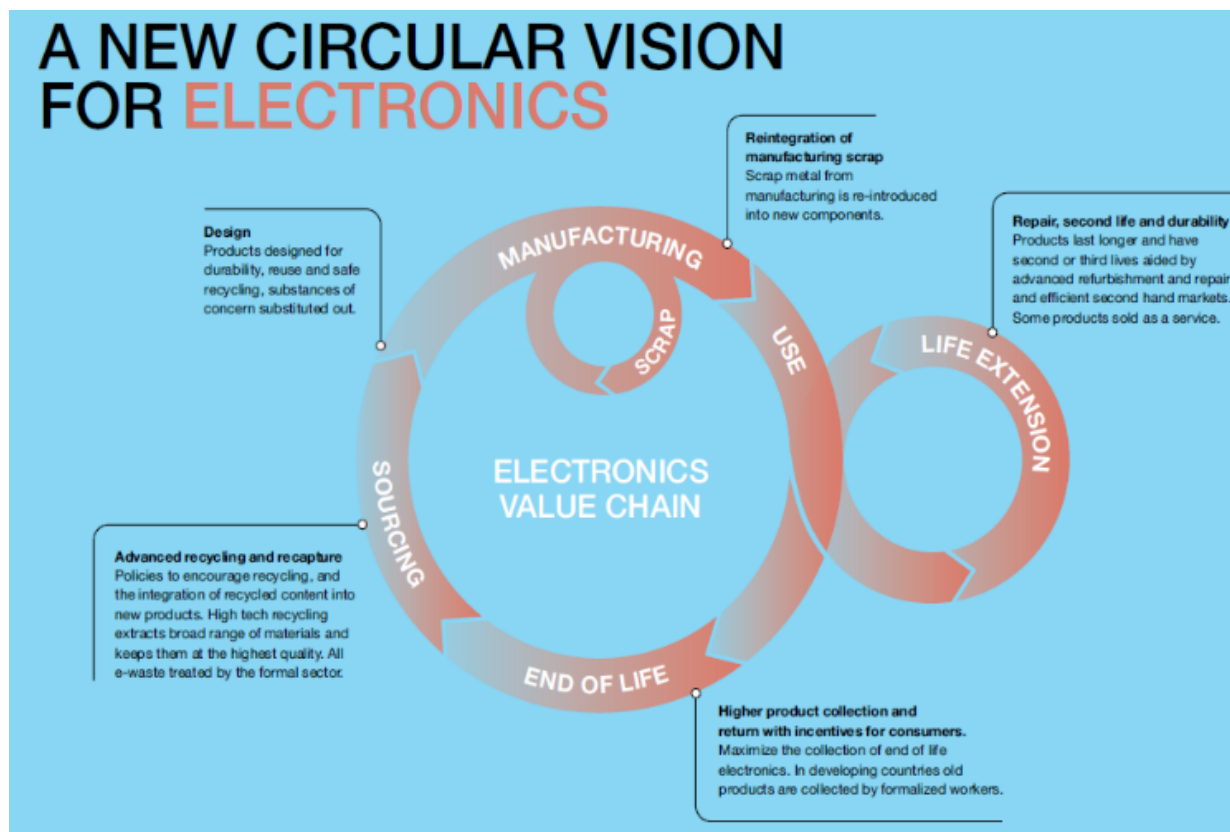 A NEW CIRCULAR VISION
FOR ELECTRONICS
Reintegration of
manufacturing scrap
Scrap metal from
manufacturing is re-introduced
into new components.
Design
Products designed for
durability, reuse and safe
recycling, substances of
concern substituted out.
Repair, second life and durability
Products last longer and have
second or third lives aided by
advanced refurbishment and repair
and efficient second hand markets.
Some products sold as a service.
MANUFACTURING
SCRAP
USE
LIFE EXTENSION
ELECTRONICS
VALUE CHAIN
SOURCING
Advanced recycling and recapture
Policies to encourage recycling, and
the integration of recycled content into
new products. High tech recycling
extracts broad range of materials and
keeps them at the highest quality. All
e-waste treated by the formal sector.
END OF LIFE
Higher product collection and
return with incentives for consumers.
Maximize the collection of end of life
electronics. In developing countries old
products are collected by formalized workers.